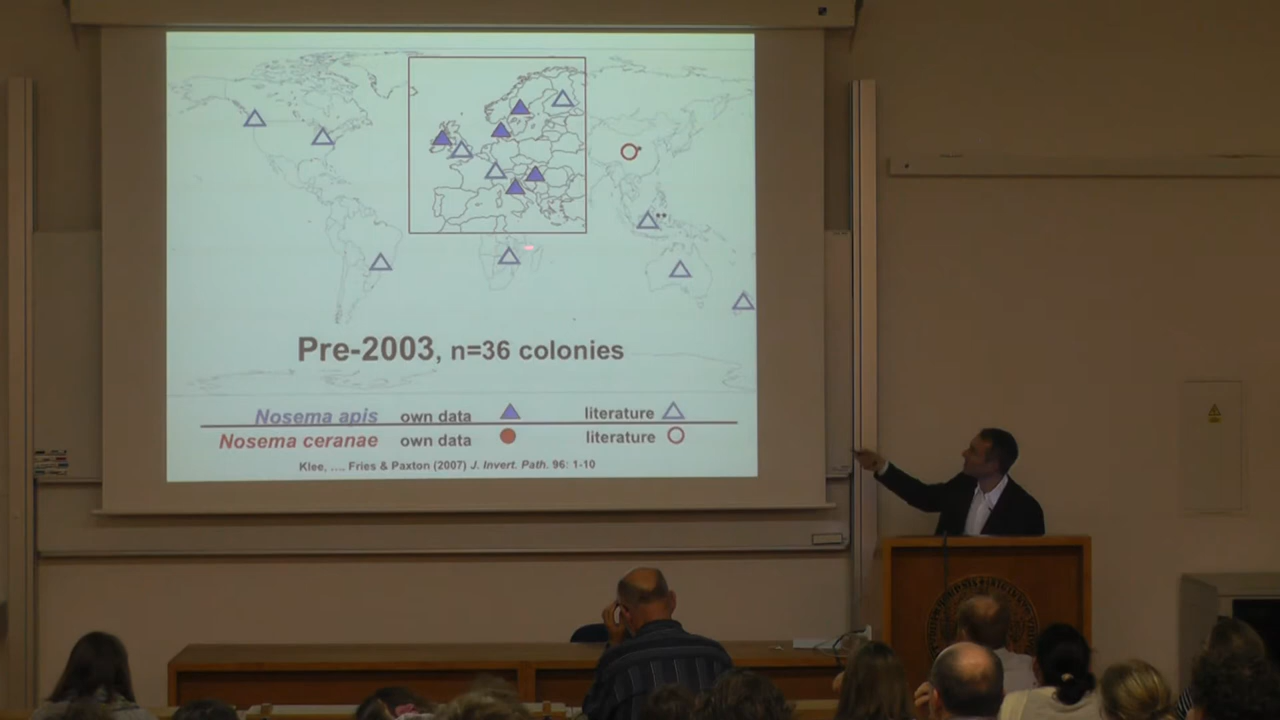 Pre-2003, n=36 colonies
Nosema apis own data literature
Nosema ceranae own data literature
Klee, .... Fries & Paxton (2007) J. Invert. Path. 96: 1-10